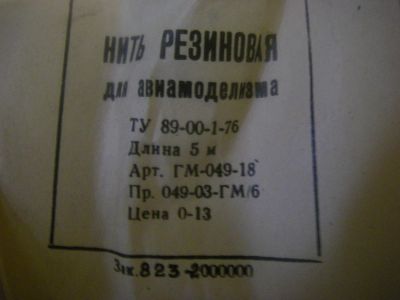 НИТЬ РЕЗИНОВАЯ
для авиамоделизма
ТУ 89-00-1-76
Длина 5 м
Арт. ГМ-049-18
Пр. 049-03-ГМ/6
Цена 0-13
Зак. 823-2000000